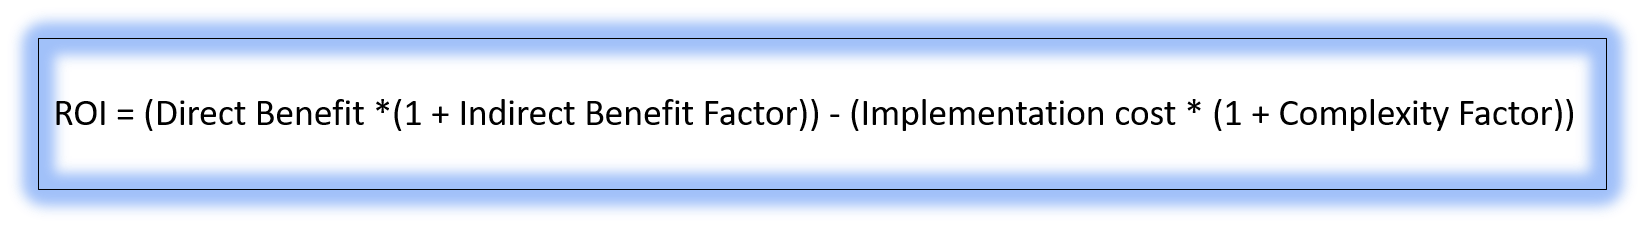 ROI = (Direct Benefit *(1 + Indirect Benefit Factor)) - (Implementation cost * (1 + Complexity Factor))